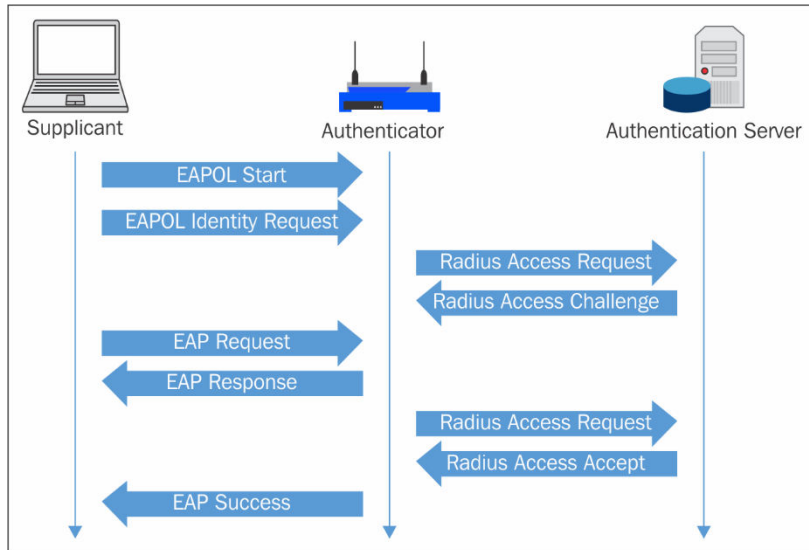 Supplicant
Authenticator
Authentication Server
EAPOL Start
EAPOL Identity Request
Radius Access Request
Radius Access Challenge
EAP Request
EAP Response
Radius Access Request
Radius Access Accept
EAP Success